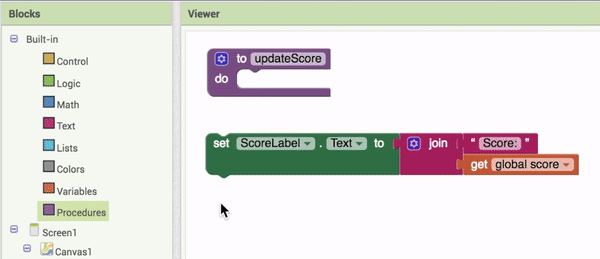 Blocks
Viewer
Built-in
Control
Logic
Math
Text
Lists
Colors
Variables
Procedures
Screen1
Canvas1
to updateScore
do
set ScoreLabel . Text to join “ Score: ”
get global score